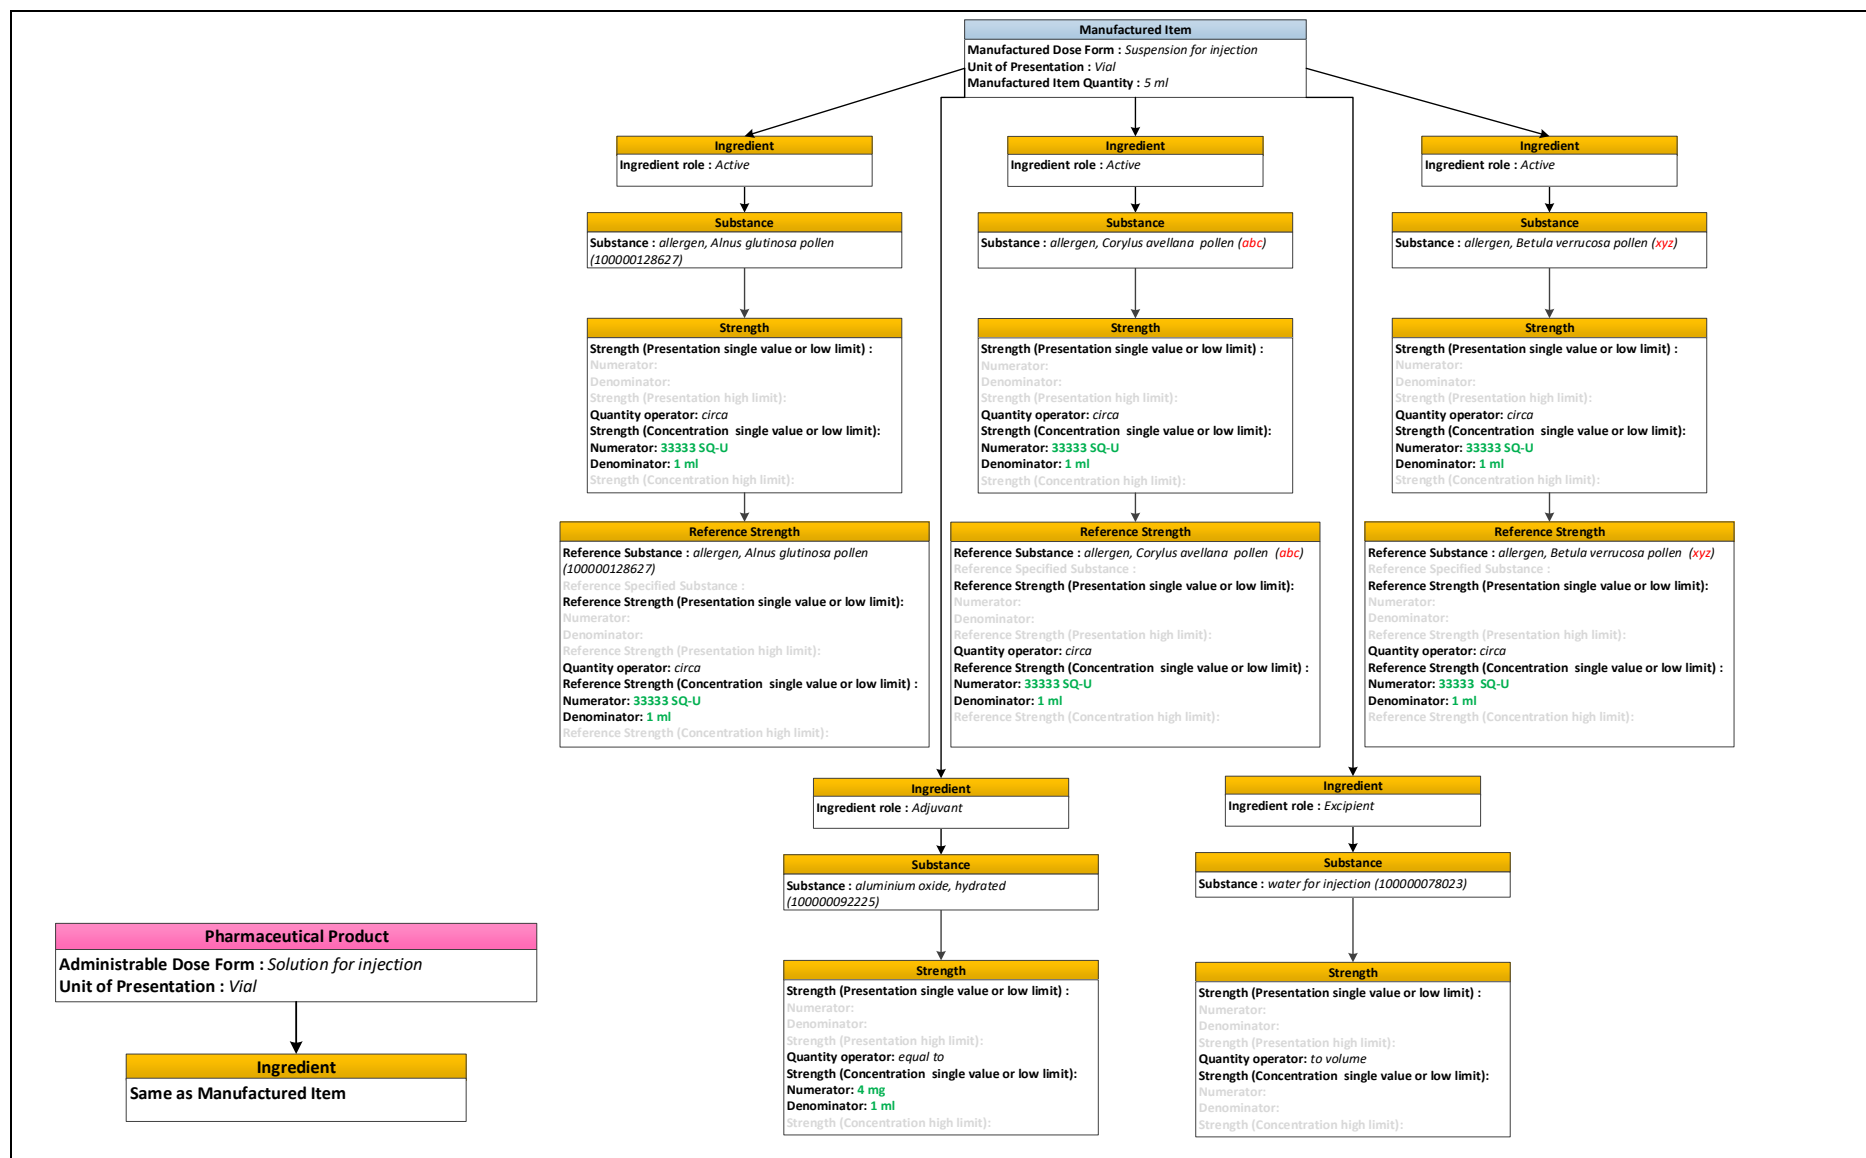 Manufactured Item
Manufactured Dose Form : Suspension for injection
Unit of Presentation : Vial
Manufactured Item Quantity : 5 ml
Ingredient
Ingredient role : Active
Substance
Substance : allergen, Alnus glutinosa pollen
(100000128627)
Strength
Strength (Presentation single value or low limit) :
Numerator:
Denominator:
Strength (Presentation high limit):
Quantity operator: circa
Strength (Concentration single value or low limit):
Numerator: 33333 SQ-U
Denominator: 1 ml
Strength (Concentration high limit):
Reference Strength
Reference Substance : allergen, Alnus glutinosa pollen
(100000128627)
Reference Specified Substance :
Reference Strength (Presentation single value or low limit):
Numerator:
Denominator:
Reference Strength (Presentation high limit):
Quantity operator: circa
Reference Strength (Concentration single value or low limit) :
Numerator: 33333 SQ-U
Denominator: 1 ml
Reference Strength (Concentration high limit):
Ingredient
Ingredient role : Active
Substance
Substance : allergen, Corylus avellana pollen (abc)
Strength
Strength (Presentation single value or low limit) :
Numerator:
Denominator:
Strength (Presentation high limit):
Quantity operator: circa
Strength (Concentration single value or low limit):
Numerator: 33333 SQ-U
Denominator: 1 ml
Strength (Concentration high limit):
Reference Strength
Reference Substance : allergen, Corylus avellana pollen (abc)
Reference Specified Substance :
Reference Strength (Presentation single value or low limit):
Numerator:
Denominator:
Reference Strength (Presentation high limit):
Quantity operator: circa
Reference Strength (Concentration single value or low limit) :
Numerator: 33333 SQ-U
Denominator: 1 ml
Reference Strength (Concentration high limit):
Ingredient
Ingredient role : Active
Substance
Substance : allergen, Betula verrucosa pollen (xyz)
Strength
Strength (Presentation single value or low limit) :
Numerator:
Denominator:
Strength (Presentation high limit):
Quantity operator: circa
Strength (Concentration single value or low limit):
Numerator: 33333 SQ-U
Denominator: 1 ml
Strength (Concentration high limit):
Reference Strength
Reference Substance : allergen, Betula verrucosa pollen (xyz)
Reference Specified Substance :
Reference Strength (Presentation single value or low limit):
Numerator:
Denominator:
Reference Strength (Presentation high limit):
Quantity operator: circa
Reference Strength (Concentration single value or low limit) :
Numerator: 33333 SQ-U
Denominator: 1 ml
Reference Strength (Concentration high limit):
Ingredient
Ingredient role : Adjuvant
Substance
Substance : aluminium oxide, hydrated
(100000092225)
Strength
Strength (Presentation single value or low limit) :
Numerator:
Denominator:
Strength (Presentation high limit):
Quantity operator: equal to
Strength (Concentration single value or low limit):
Numerator: 4 mg
Denominator: 1 ml
Strength (Concentration high limit):
Ingredient
Ingredient role : Excipient
Substance
Substance : water for injection (100000078023)
Strength
Strength (Presentation single value or low limit) :
Numerator:
Denominator:
Strength (Presentation high limit):
Quantity operator: to volume
Strength (Concentration single value or low limit):
Numerator:
Denominator:
Strength (Concentration high limit):
Pharmaceutical Product
Administrable Dose Form : Solution for injection
Unit of Presentation : Vial
Ingredient
Same as Manufactured Item